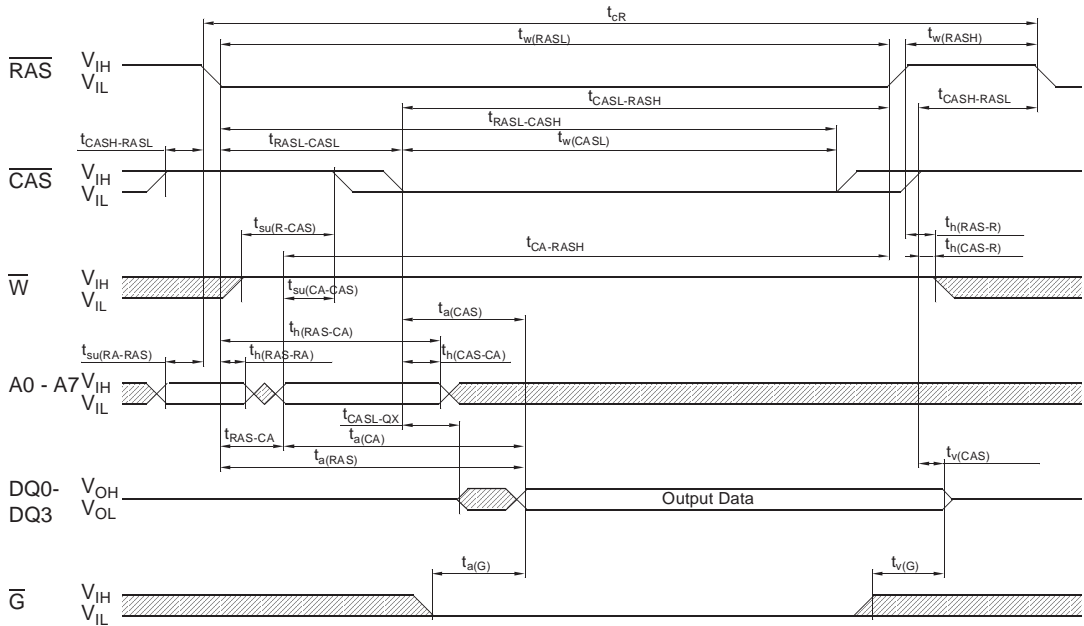 tcR
tw(RASL)
tw(RASH)
RAS VIH
VIL
tCASL-RASH
tCASH-RASL
tRASL-CASH
tCASH-RASL
tRASL-CASL
tw(CASL)
CAS VIH
VIL
tsu(R-CAS)
th(RAS-R)
tCA-RASH
th(CAS-R)
W VIH
VIL
tsu(CA-CAS)
ta(CAS)
th(RAS-CA)
tsu(RA-RAS)
th(RAS-RA)
th(CAS-CA)
A0 - A7 VIH
VIL
tCASL-QX
tRAS-CA
ta(CA)
ta(RAS)
tv(CAS)
DQ0-
DQ3
VOH
VOL
Output Data
ta(G)
tv(G)
G VIH
VIL